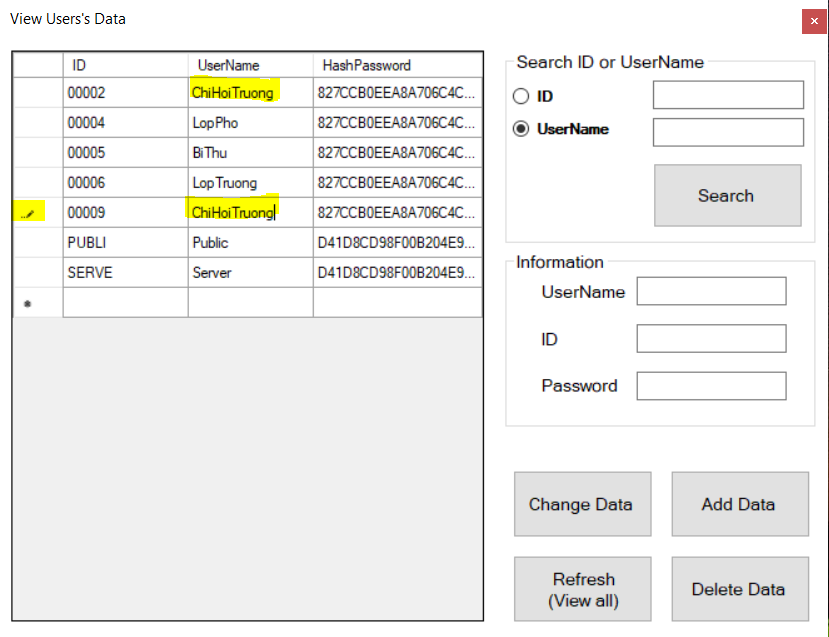 View Users's Data
ID UserName HashPassword
00002 ChiHoiTruong 827CCB0EEA8A706C4C...
00004 LopPho 827CCB0EEA8A706C4C...
00005 BiThu 827CCB0EEA8A706C4C...
00006 LopTruong 827CCB0EEA8A706C4C...
00009 ChiHoiTruong 827CCB0EEA8A706C4C...
PUBLI Public D41D8CD98F00B204E9...
SERVE Server D41D8CD98F00B204E9...
Search ID or UserName
ID
UserName
Search
Information
UserName
ID
Password
Change Data
Add Data
Refresh
(View all)
Delete Data